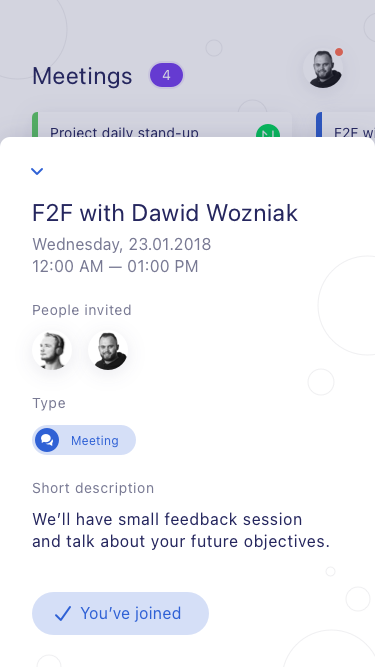 Meetings 4
Project daily stand-up
F2F w
F2F with Dawid Wozniak
Wednesday, 23.01.2018
12:00 AM — 01:00 PM
People invited
Type
Meeting
Short description
We’ll have small feedback session
and talk about your future objectives.
You’ve joined